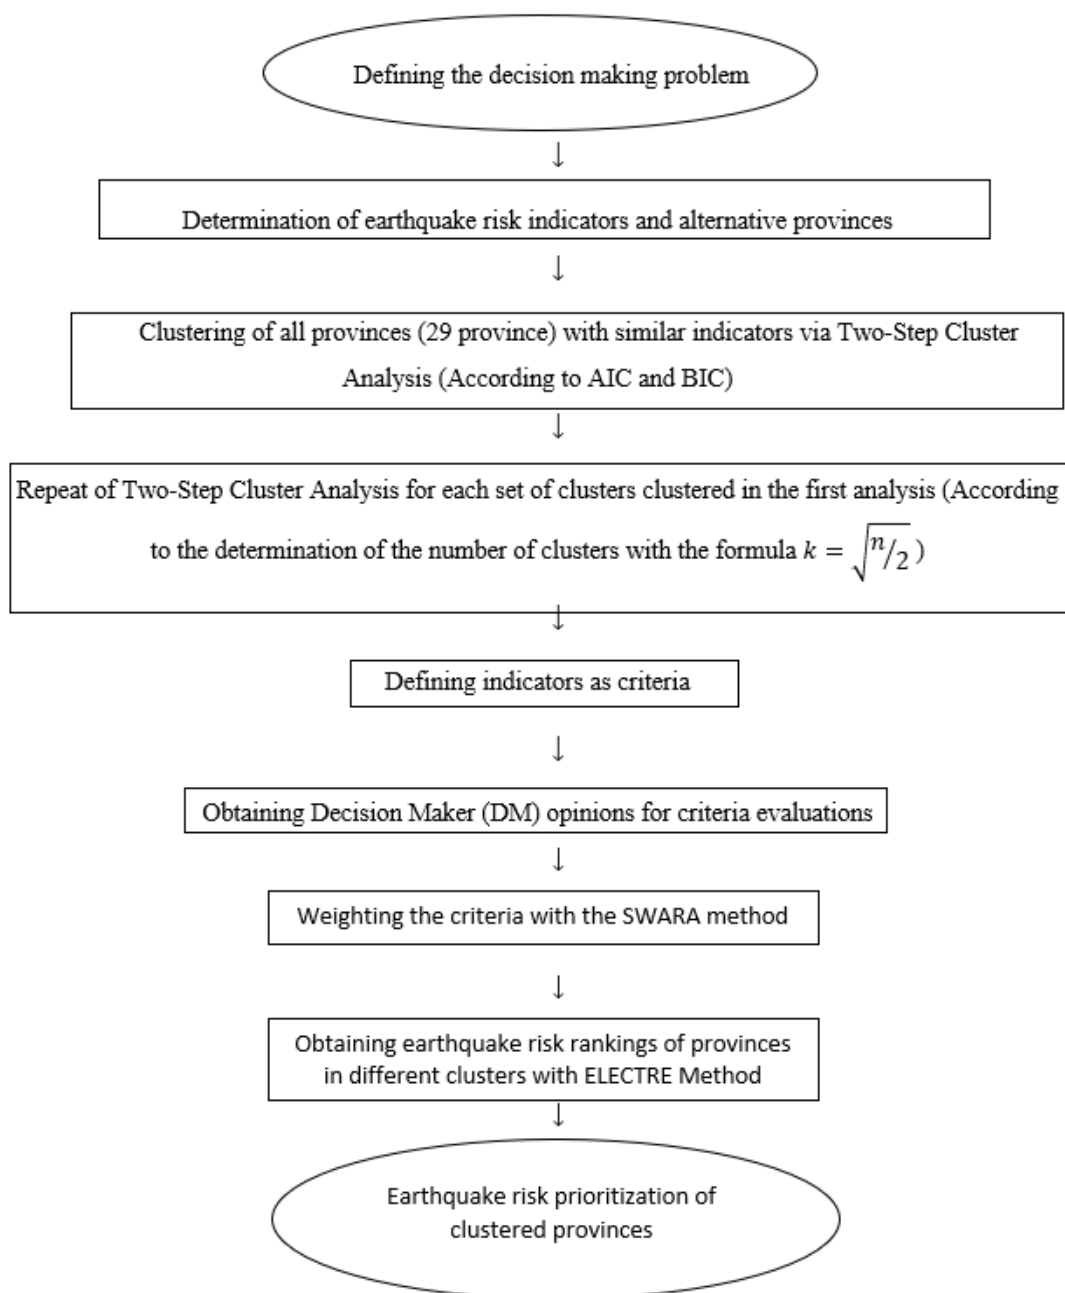 Defining the decision making problem
↓
Determination of earthquake risk indicators and alternative provinces
↓
Clustering of all provinces (29 province) with similar indicators via Two-Step Cluster
Analysis (According to AIC and BIC)
↓
Repeat of Two-Step Cluster Analysis for each set of clusters clustered in the first analysis (According
to the determination of the number of clusters with the formula k = √n/2 )
↓
Defining indicators as criteria
↓
Obtaining Decision Maker (DM) opinions for criteria evaluations
↓
Weighting the criteria with the SWARA method
↓
Obtaining earthquake risk rankings of provinces
in different clusters with ELECTRE Method
↓
Earthquake risk prioritization of
clustered provinces